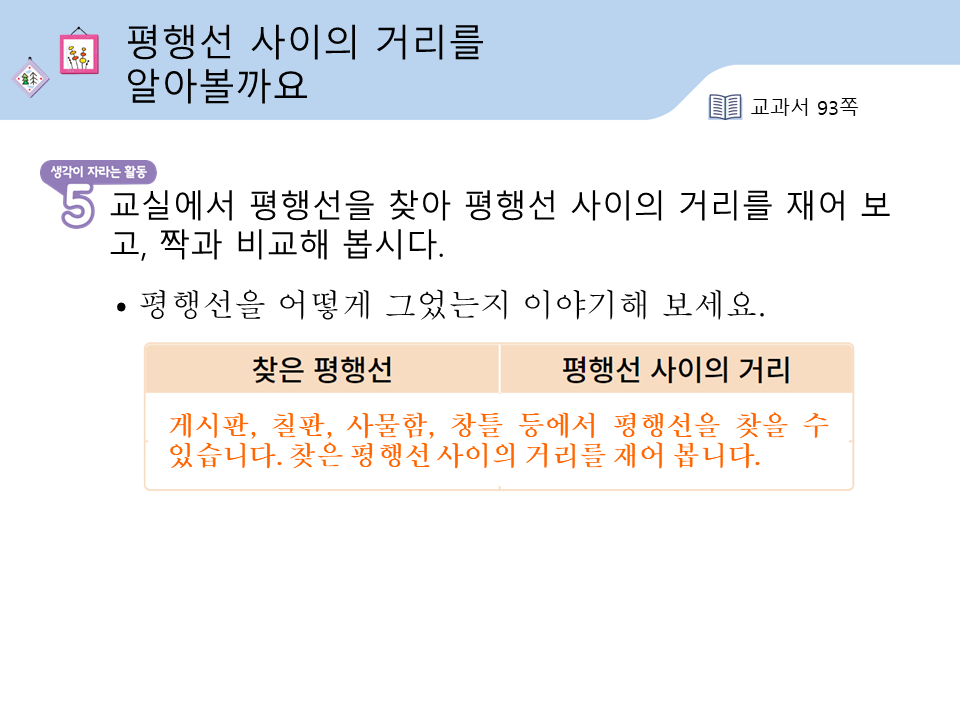 평행선 사이의 거리를
알아볼까요
교과서 93쪽
생각이 자라는 활동
5
교실에서 평행선을 찾아 평행선 사이의 거리를 재어 보
고, 짝과 비교해 봅시다.
• 평행선을 어떻게 그었는지 이야기해 보세요.
찾은 평행선 평행선 사이의 거리
게시판, 칠판, 사물함, 창틀 등에서 평행선을 찾을 수
있습니다. 찾은 평행선 사이의 거리를 재어 봅니다.